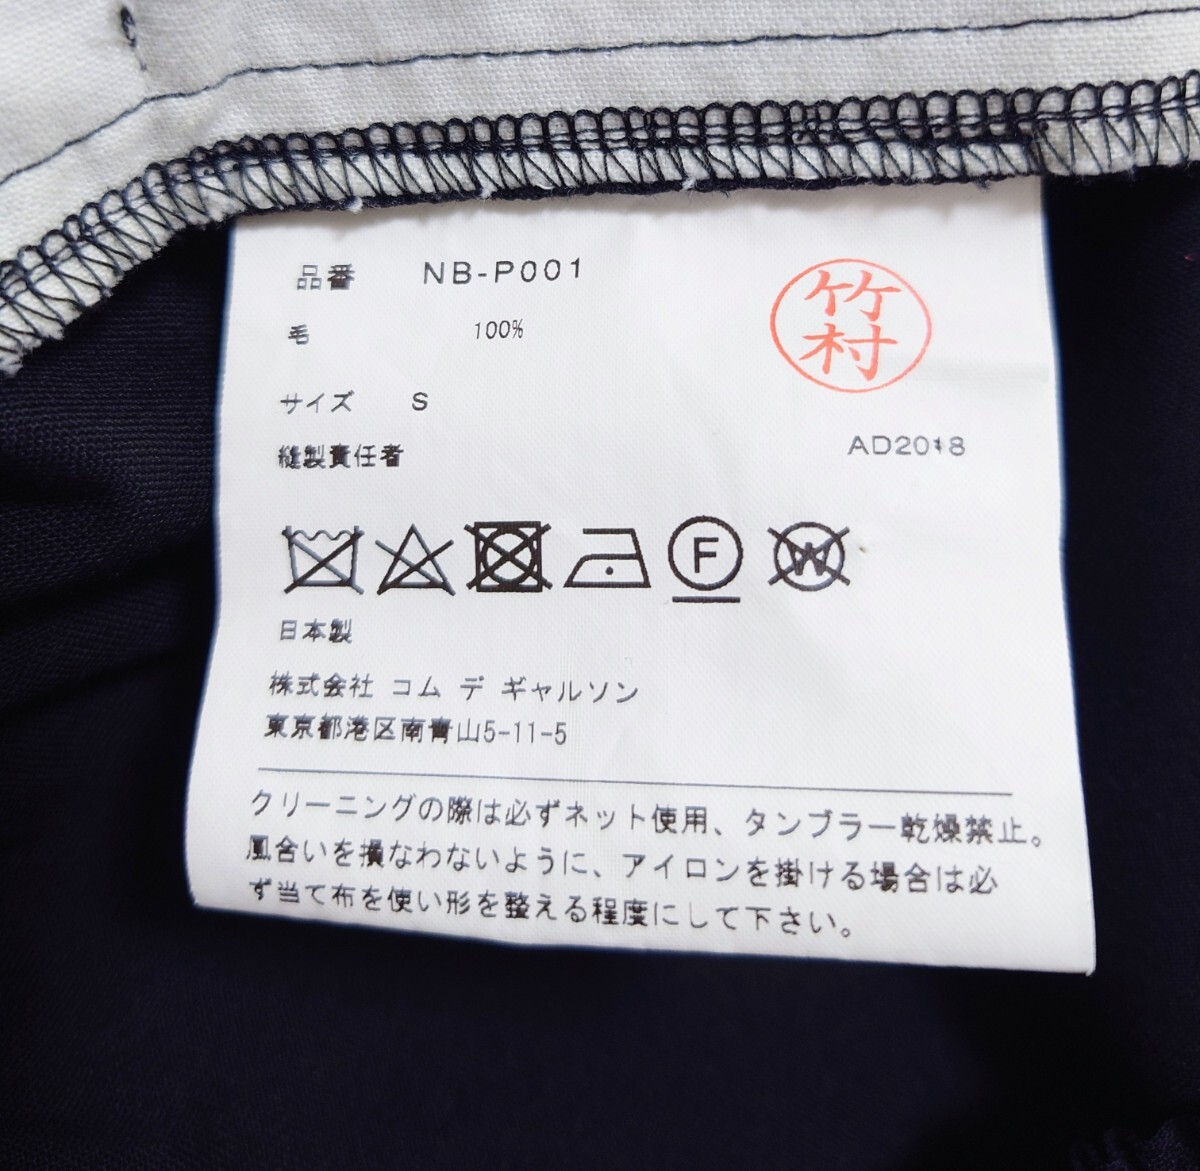 品番 NB-P001
毛 100%
竹村
サイズ S
縫製責任者
AD2018
F
W
日本製
株式会社 コム デ ギャルソン
東京都港区南青山5-11-5
クリーニングの際は必ずネット使用、タンブラー乾燥禁止。
風合いを損なわないように、アイロンを掛ける場合は必
ず当て布を使い形を整える程度にして下さい。